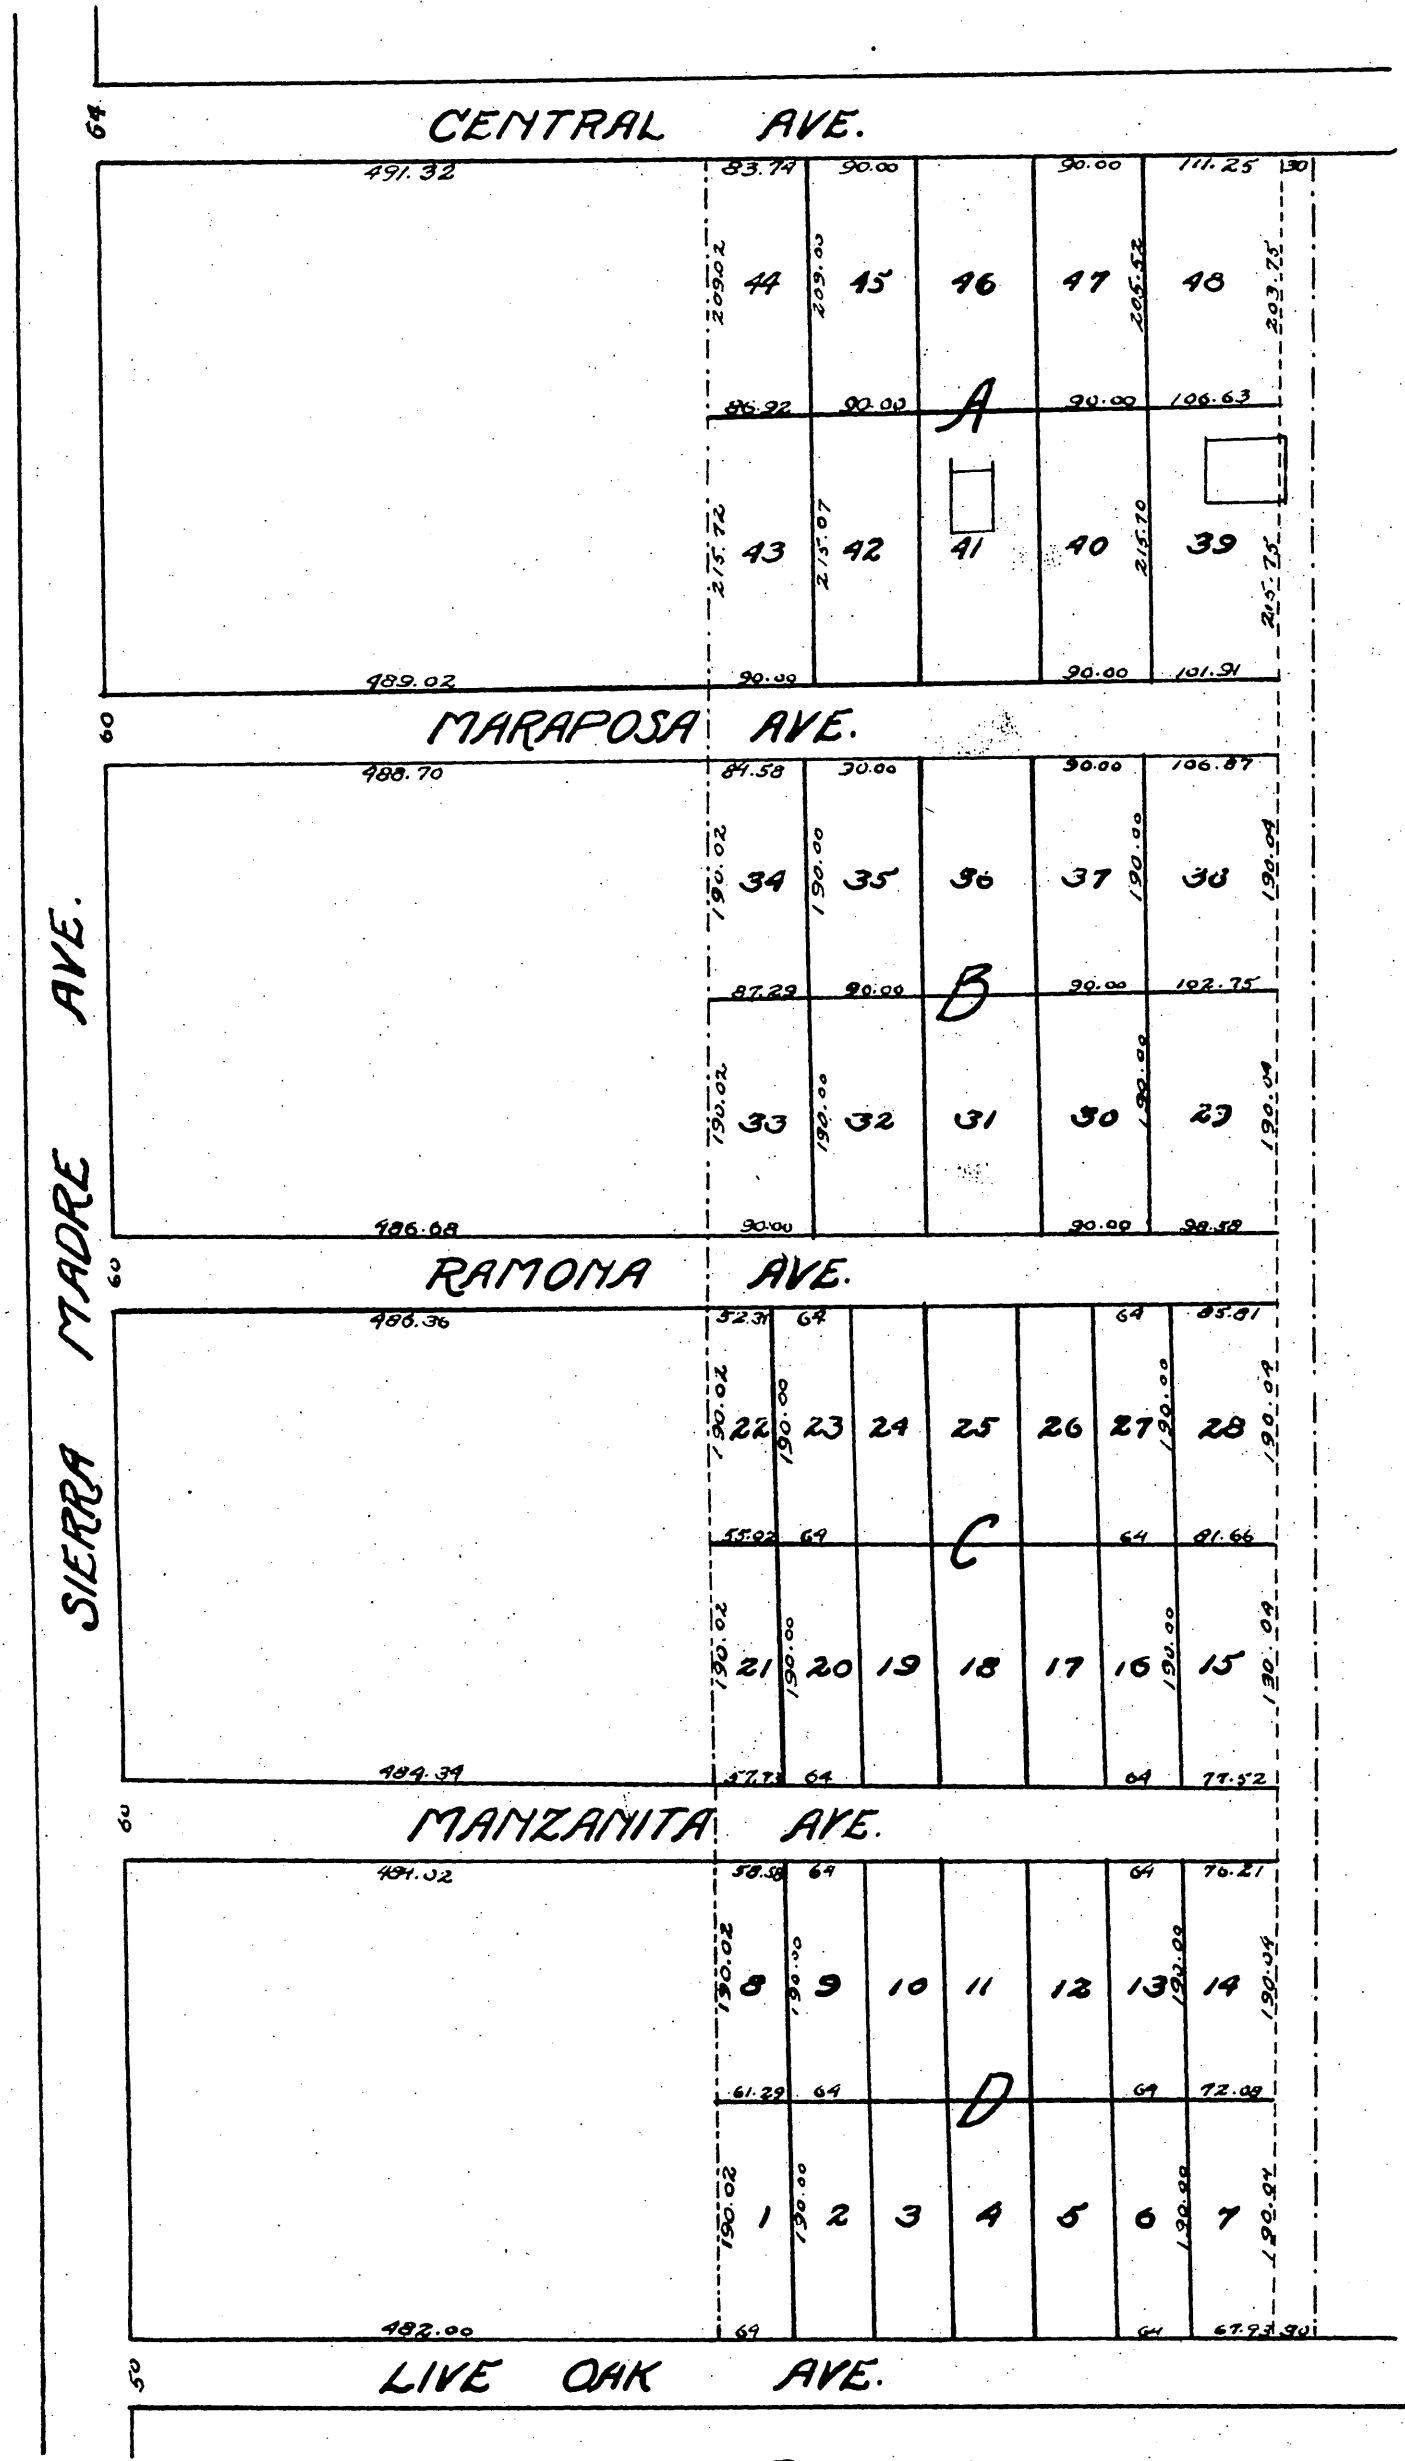 64
CENTRAL AVE.
491.32 83.74 90.00 90.00 111.25 30
209.02 44 209.00 45 46 47 205.52 48 203.75
86.92 90.00 A 90.00 106.63
215.72 43 215.07 42 41 40 215.70 39 215.75
489.02 90.00 90.00 101.91
60
MARAPOSA AVE.
488.70 84.58 90.00 90.00 106.87
190.02 34 190.00 35 36 37 190.00 38 190.04
87.29 90.00 B 90.00 102.75
190.02 33 190.00 32 31 30 190.00 29 190.04
486.68 90.00 90.00 98.58
60
RAMONA AVE.
486.36 52.31 64 64 85.81
190.02 22 190.00 23 24 25 26 27 190.00 28 190.04
55.02 64 C 64 81.66
190.02 21 190.00 20 19 18 17 16 190.00 15 190.04
484.34 57.73 64 64 77.52
60
MANZANITA AVE.
484.02 58.58 64 64 76.21
190.02 8 190.00 9 10 11 12 13 190.00 14 190.04
61.29 64 D 64 72.08
190.02 1 190.00 2 3 4 5 6 190.00 7 190.04
482.00 64 64 67.93 30
50
LIVE OAK AVE.
SIERRA MADRE AVE.